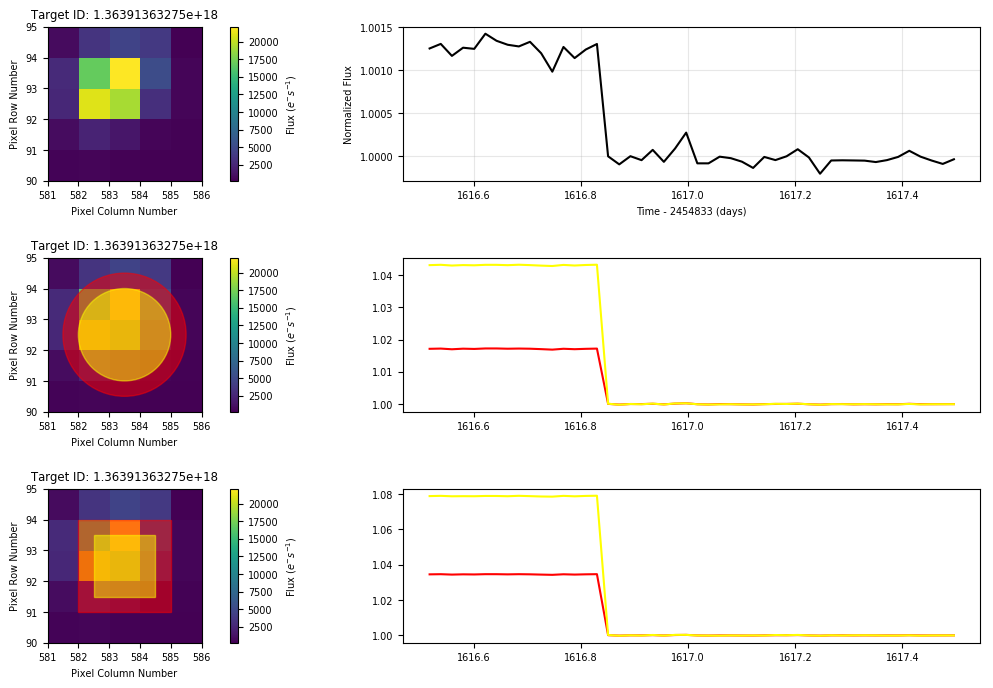 Target ID: 1.36391363275e+18
95
94
93
92
91
90
Pixel Row Number
581 582 583 584 585 586
Pixel Column Number
20000
17500
15000
12500
10000
7500
5000
2500
Flux (e⁻s⁻¹)
1.0015
1.0010
1.0005
1.0000
Normalized Flux
1616.6 1616.8 1617.0 1617.2 1617.4
Time - 2454833 (days)
Target ID: 1.36391363275e+18
95
94
93
92
91
90
Pixel Row Number
581 582 583 584 585 586
Pixel Column Number
20000
17500
15000
12500
10000
7500
5000
2500
Flux (e⁻s⁻¹)
1.04
1.03
1.02
1.01
1.00
1616.6 1616.8 1617.0 1617.2 1617.4
Target ID: 1.36391363275e+18
95
94
93
92
91
90
Pixel Row Number
581 582 583 584 585 586
Pixel Column Number
20000
17500
15000
12500
10000
7500
5000
2500
Flux (e⁻s⁻¹)
1.08
1.06
1.04
1.02
1.00
1616.6 1616.8 1617.0 1617.2 1617.4